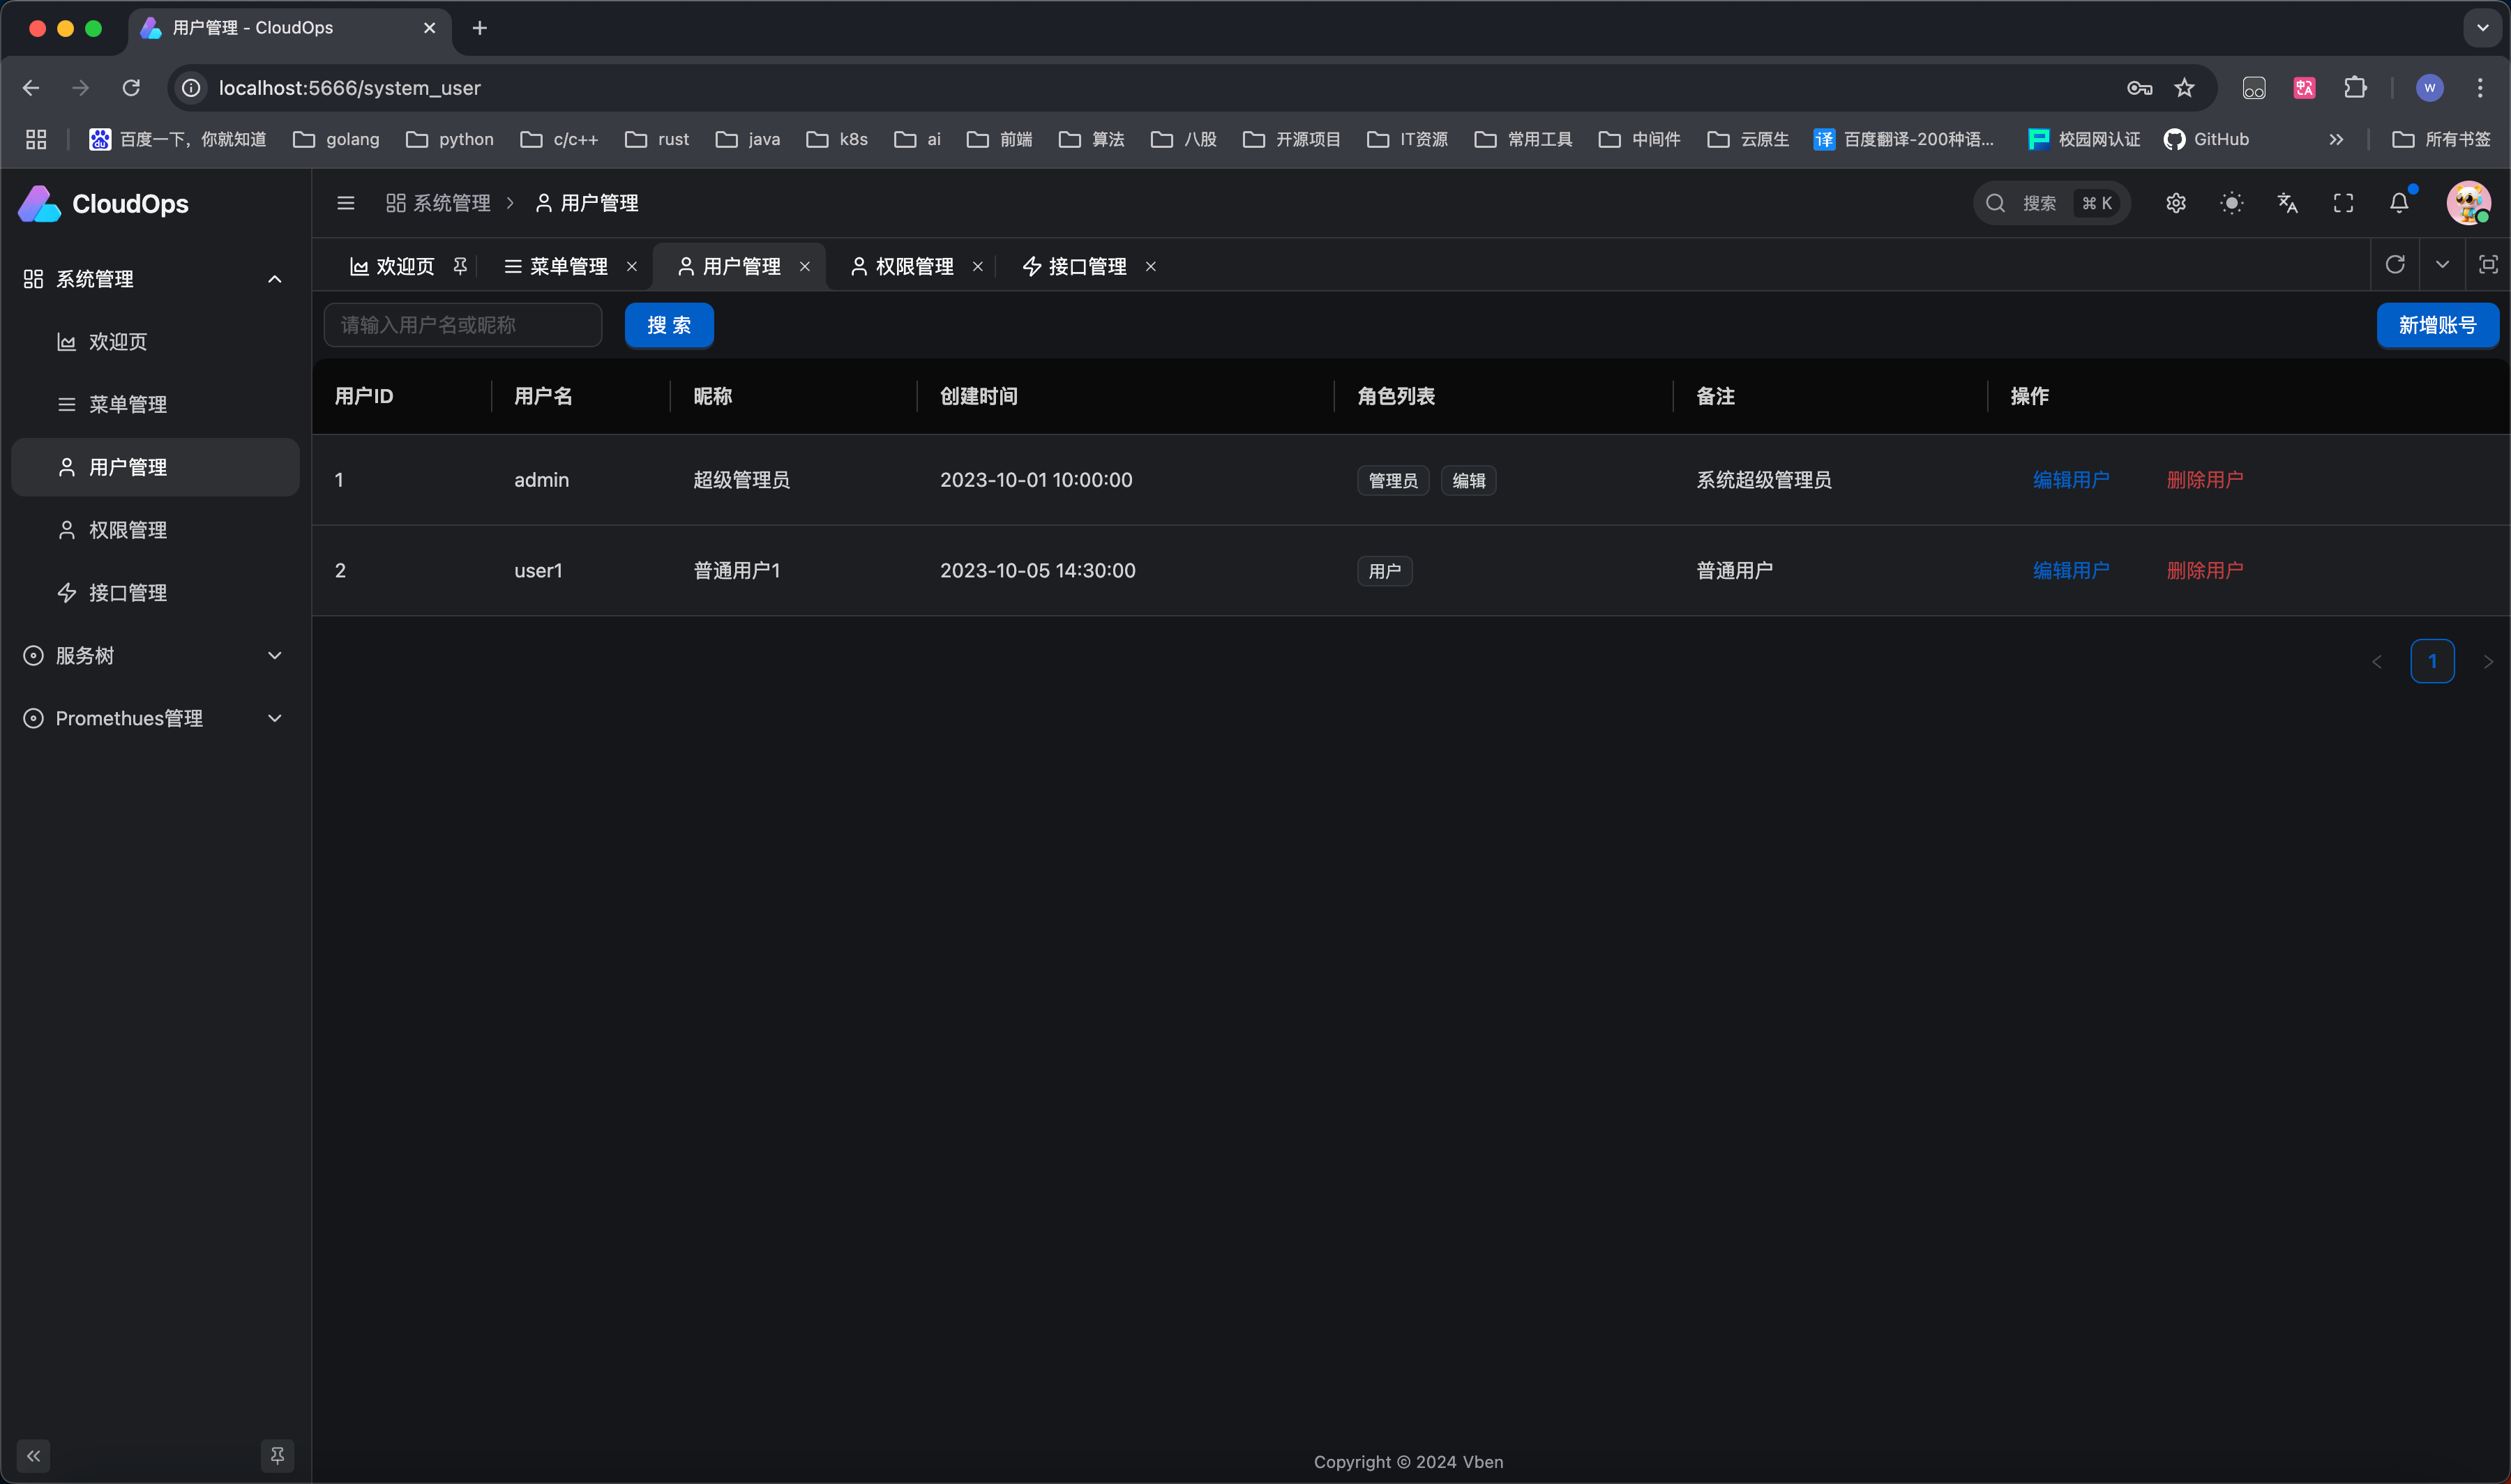 用户管理 - CloudOps
localhost:5666/system_user
W
百度一下，你就知道 golang python c/c++ rust java k8s ai 前端 算法 八股 开源项目 IT资源 常用工具 中间件 云原生 译 百度翻译-200种语... 校园网认证 GitHub 所有书签
CloudOps
系统管理 用户管理
搜索 ⌘ K
欢迎页 菜单管理 用户管理 权限管理 接口管理
系统管理
欢迎页
菜单管理
用户管理
权限管理
接口管理
服务树
Promethues管理
请输入用户名或昵称 搜 索 新增账号
用户ID 用户名 昵称 创建时间 角色列表 备注 操作
1 admin 超级管理员 2023-10-01 10:00:00 管理员 编辑 系统超级管理员 编辑用户 删除用户
2 user1 普通用户1 2023-10-05 14:30:00 用户 普通用户 编辑用户 删除用户
1
Copyright © 2024 Vben